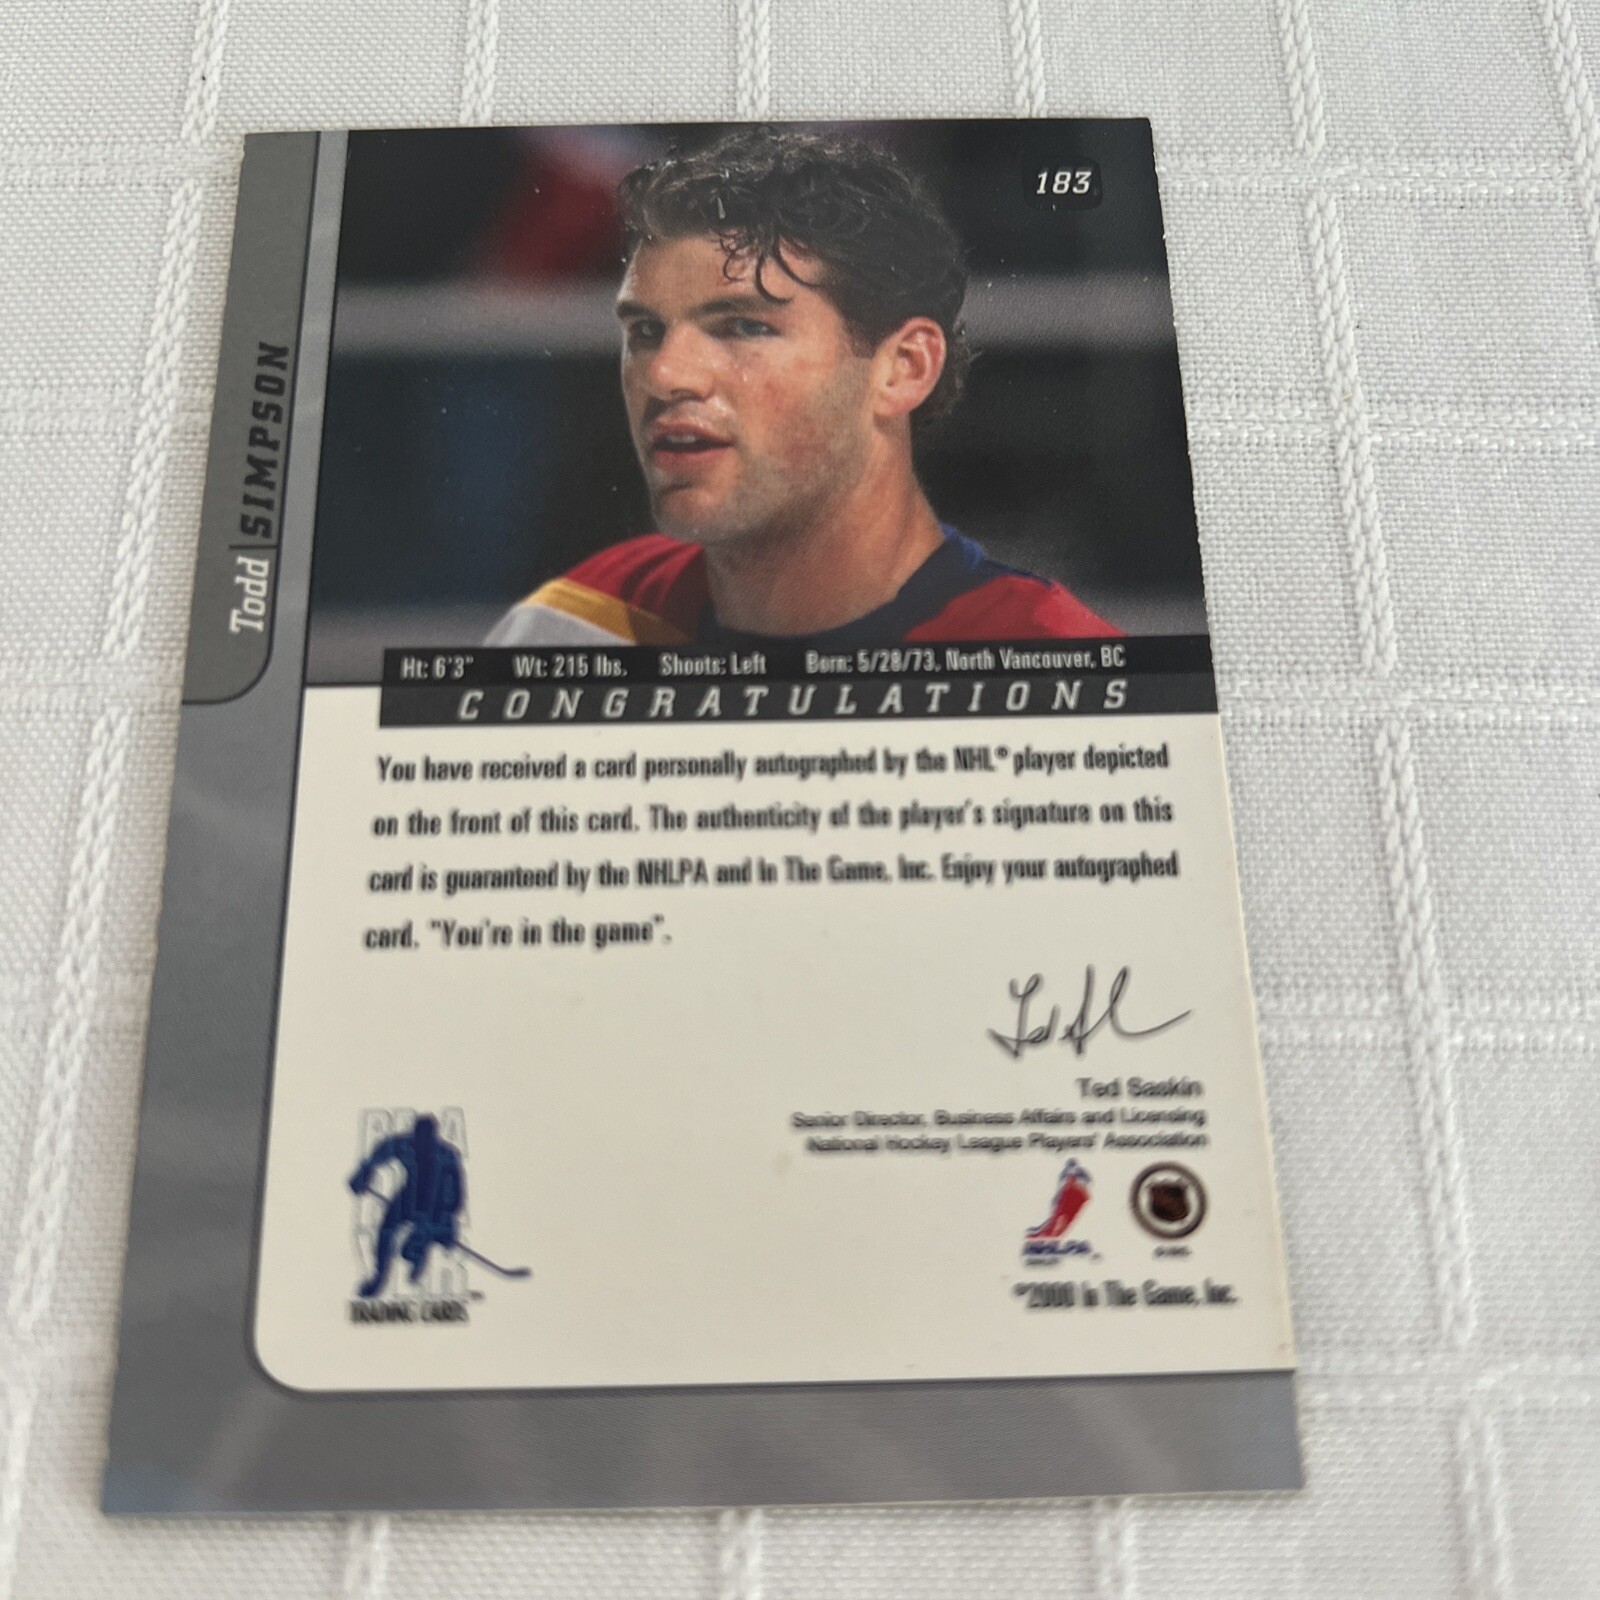 183
Todd SIMPSON
Ht: 6'3" Wt: 215 lbs. Shoots: Left Born: 5/28/73, North Vancouver, BC
CONGRATULATIONS
You have received a card personally autographed by the NHL® player depicted
on the front of this card. The authenticity of the player's signature on this
card is guaranteed by the NHLPA and In The Game, Inc. Enjoy your autographed
card. "You're in the game".
Ted Saskin
Senior Director, Business Affairs and Licensing
National Hockey League Players' Association
NHLPA
TRADING CARDS™
©2000 In The Game, Inc.